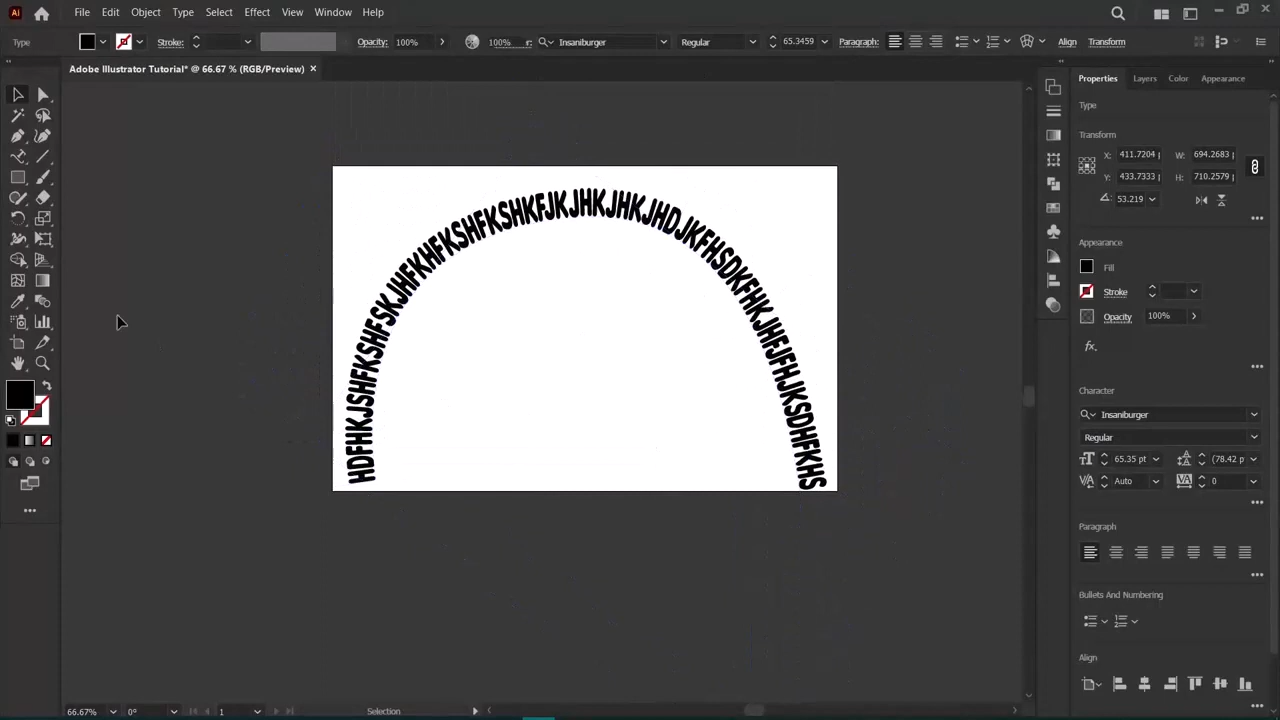 Ai File Edit Object Type Select Effect View Window Help
Type Stroke: Opacity: 100% 100% Insaniburger Regular 65.3459 Paragraph: Align Transform
Adobe Illustrator Tutorial* @ 66.67 % (RGB/Preview) ×
Properties Layers Color Appearance
Type
Transform
X: 411.7204 W: 694.2683
Y: 433.7333 H: 710.2579
53.219
Appearance
Fill
Stroke
Opacity 100%
fx.
Character
Insaniburger
Regular
65.35 pt (78.42 p
Auto 0
Paragraph
Bullets And Numbering
Align
HDFHKJSHFKSHFSKJHFKHFKSHFKSHKFJKJHKJHKJHDJKFHSDKFHKJHFJFHJKSDHFKHS
66.67% 0° 1 Selection